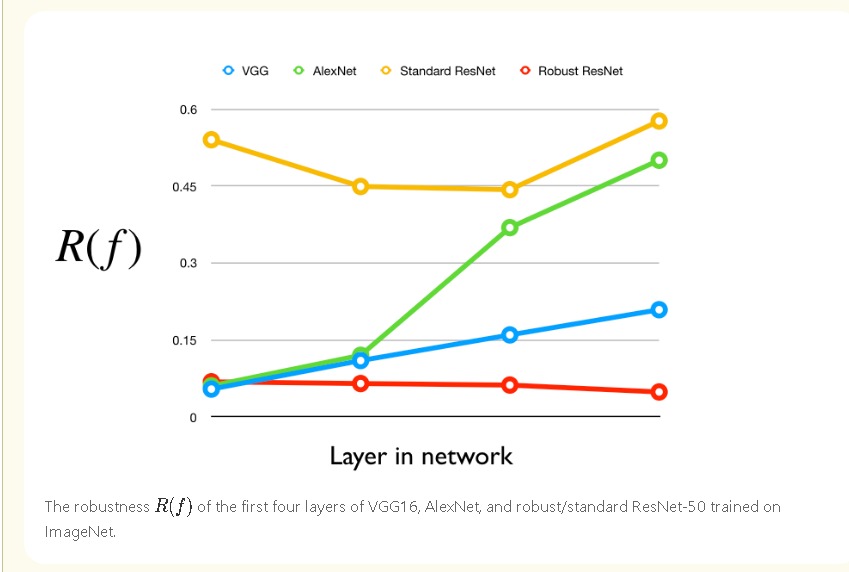 VGG AlexNet Standard ResNet Robust ResNet
0.6
0.45
R(f)
0.3
0.15
0
Layer in network
The robustness R(f) of the first four layers of VGG16, AlexNet, and robust/standard ResNet-50 trained on
ImageNet.